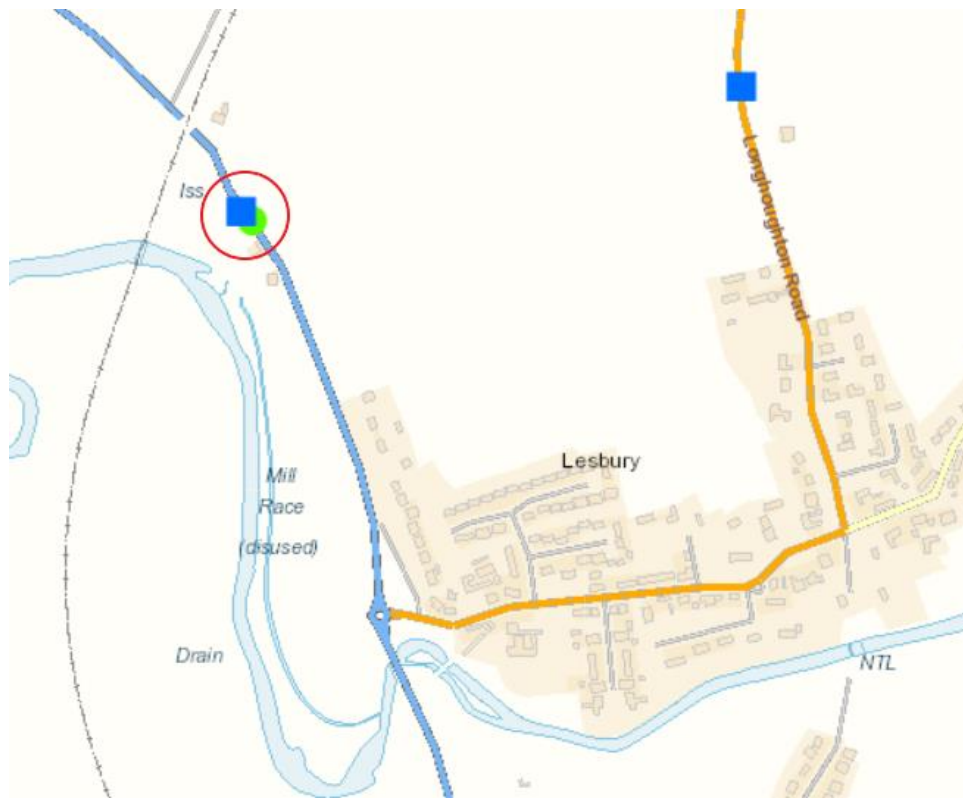 Longhoughton Road
Iss
Lesbury
Mill
Race
(disused)
Drain
NTL